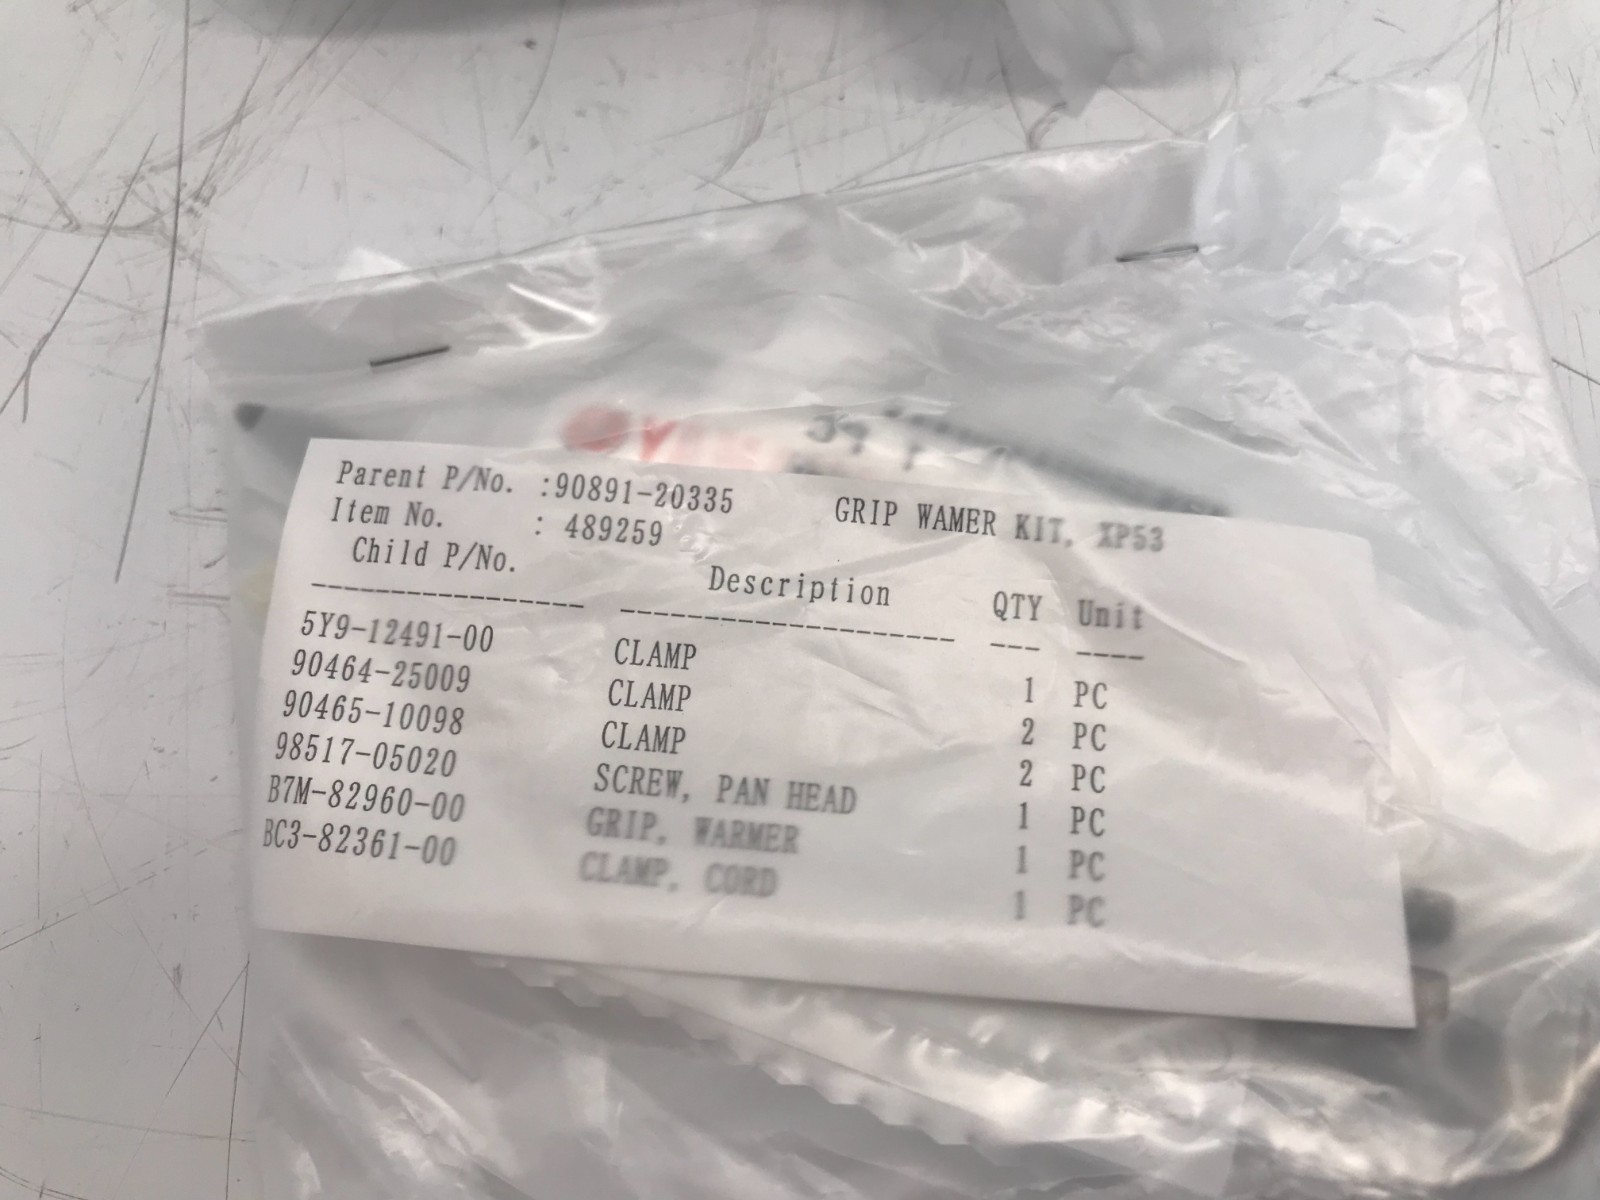 Parent P/No. :90891-20335 GRIP WAMER KIT, XP53
Item No. : 489259
Child P/No. Description QTY Unit
---------------- ------------------- --- ----
5Y9-12491-00 CLAMP 1 PC
90464-25009 CLAMP 2 PC
90465-10098 CLAMP 2 PC
98517-05020 SCREW, PAN HEAD 1 PC
B7M-82960-00 GRIP, WARMER 1 PC
BC3-82361-00 CLAMP, CORD 1 PC